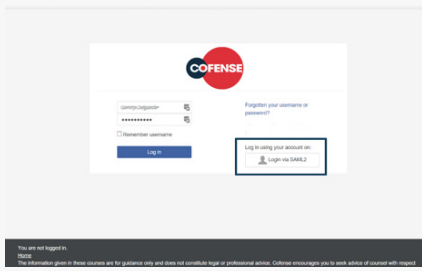 COFENSE
Forgotten your username or
password?
••••••••••
Remember username
Log in
Log in using your account on:
Login via SAML2
You are not logged in.
Home
The information given in these courses are for guidance only and does not constitute legal or professional advice. Cofense encourages you to seek advice of counsel with respect